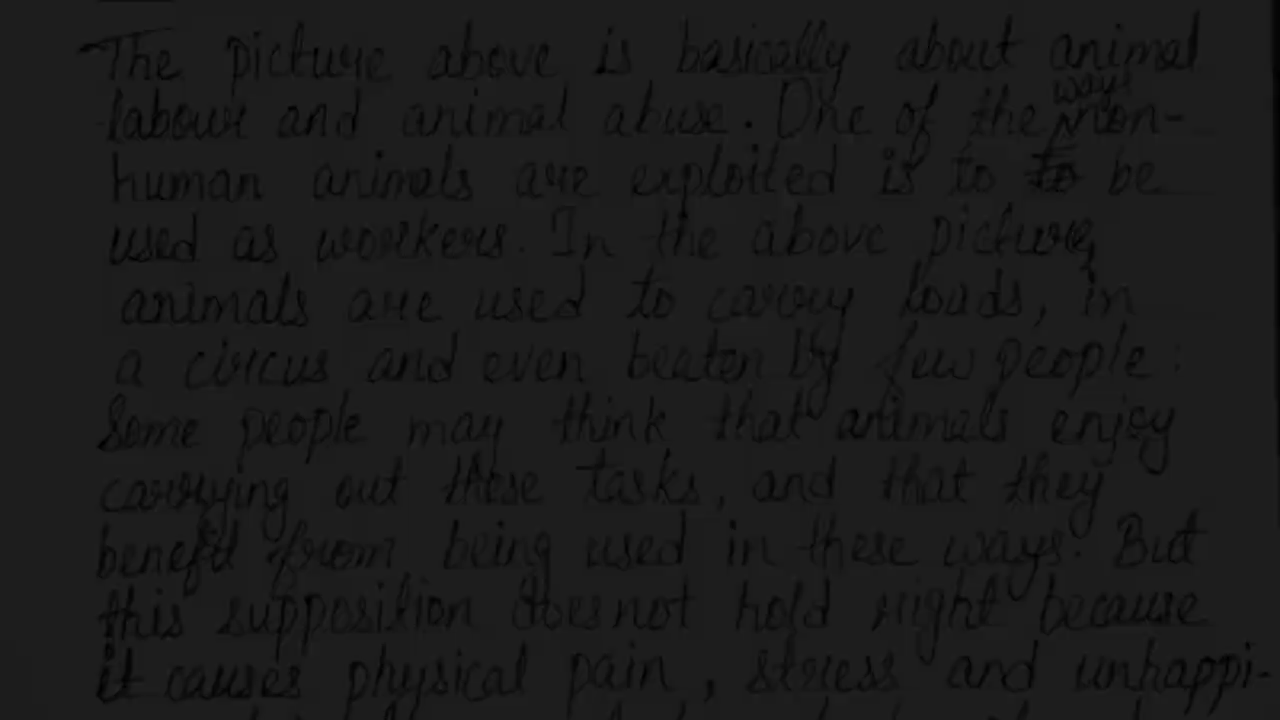 The picture above is basically about animal
labour and animal abuse. One of the ways non-
human animals are exploited is to to be
used as workers. In the above picture,
animals are used to carry loads, in
a circus and even beaten by few people.
Some people may think that animals enjoy
carrying out these tasks, and that they
benefit from being used in these ways. But
this supposition does not hold right because
it causes physical pain, stress and unhappi-